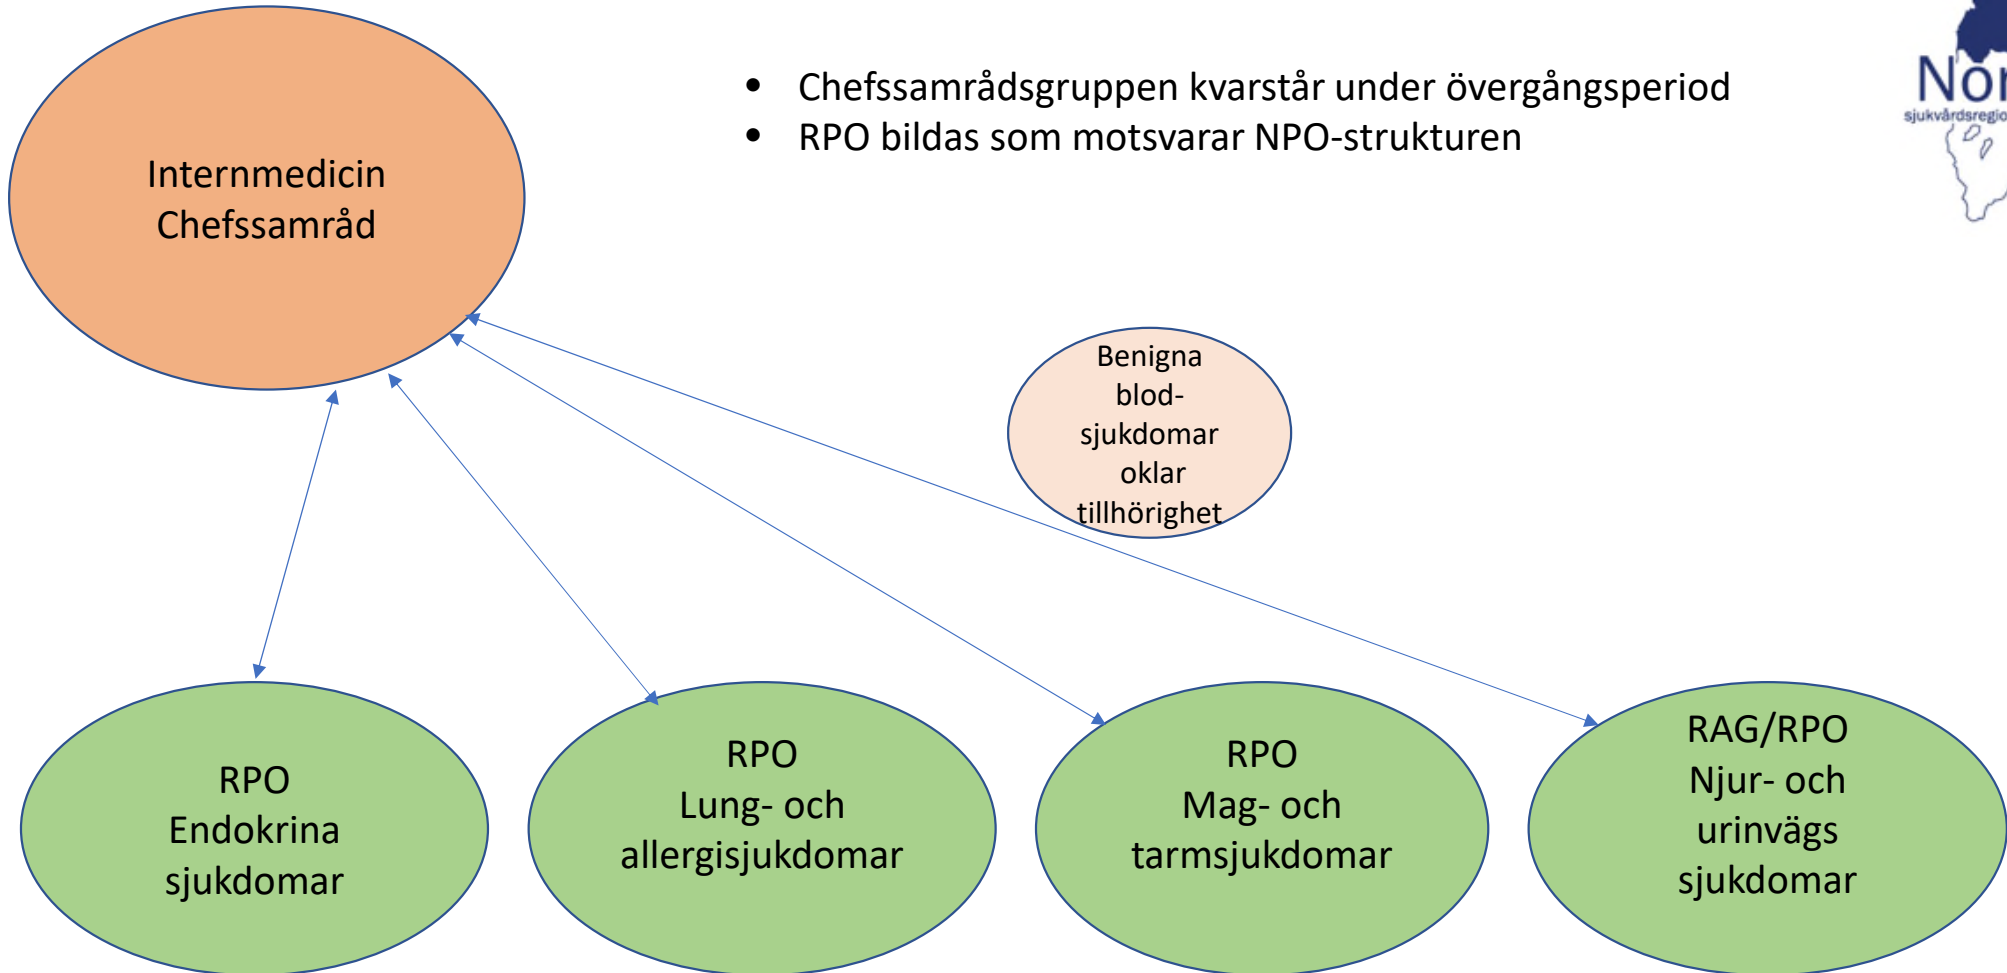 • Chefssamrådsgruppen kvarstår under övergångsperiod
• RPO bildas som motsvarar NPO-strukturen
Internmedicin
Chefssamråd
Benigna
blod-
sjukdomar
oklar
tillhörighet
RPO
Endokrina
sjukdomar
RPO
Lung- och
allergisjukdomar
RPO
Mag- och
tarmsjukdomar
RAG/RPO
Njur- och
urinvägs
sjukdomar